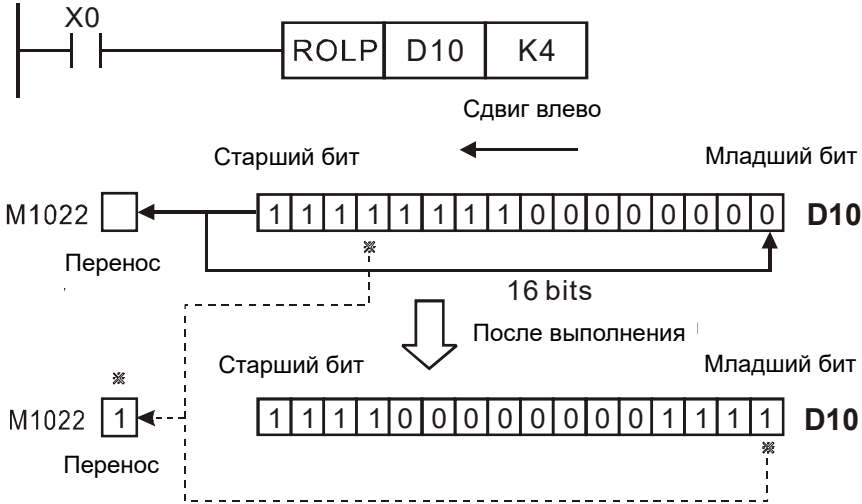 X0
ROLP D10 K4
Сдвиг влево
Старший бит Младший бит
M1022 1 1 1 1 1 1 1 1 0 0 0 0 0 0 0 0 D10
※
Перенос
16 bits
После выполнения
Старший бит Младший бит
※
M1022 1 1 1 1 1 0 0 0 0 0 0 0 0 1 1 1 1 D10
※
Перенос